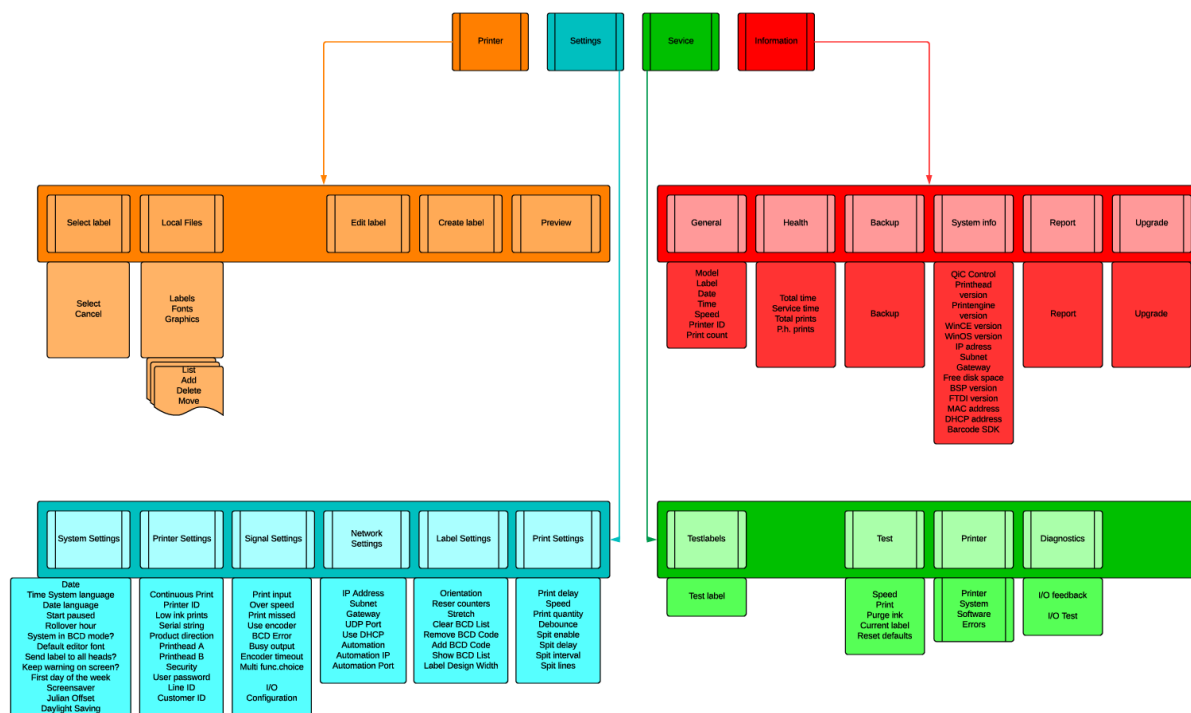 Printer
Settings
Sevice
Information
Select label
Local Files
Edit label
Create label
Preview
Select
Cancel
Labels
Fonts
Graphics
List
Add
Delete
Move
General
Health
Backup
System info
Report
Upgrade
Model
Label
Date
Time
Speed
Printer ID
Print count
Total time
Service time
Total prints
P.h. prints
Backup
QiC Control
Printhead
version
Printengine
version
WinCE version
WinOS version
IP adress
Subnet
Gateway
Free disk space
BSP version
FTDI version
MAC address
DHCP address
Barcode SDK
Report
Upgrade
System Settings
Printer Settings
Signal Settings
Network
Settings
Label Settings
Print Settings
Date
Time System language
Date language
Start paused
Rollover hour
System in BCD mode?
Default editor font
Send label to all heads?
Keep warning on screen?
First day of the week
Screensaver
Julian Offset
Daylight Saving
Continuous Print
Printer ID
Low ink prints
Serial string
Product direction
Printhead A
Printhead B
Security
User password
Line ID
Customer ID
Print input
Over speed
Print missed
Use encoder
BCD Error
Busy output
Encoder timeout
Multi func.choice
I/O
Configuration
IP Address
Subnet
Gateway
UDP Port
Use DHCP
Automation
Automation IP
Automation Port
Orientation
Reser counters
Stretch
Clear BCD List
Remove BCD Code
Add BCD Code
Show BCD List
Label Design Width
Print delay
Speed
Print quantity
Debounce
Spit enable
Spit delay
Spit interval
Spit lines
Testlabels
Test
Printer
Diagnostics
Test label
Speed
Print
Purge ink
Current label
Reset defaults
Printer
System
Software
Errors
I/O feedback
I/O Test